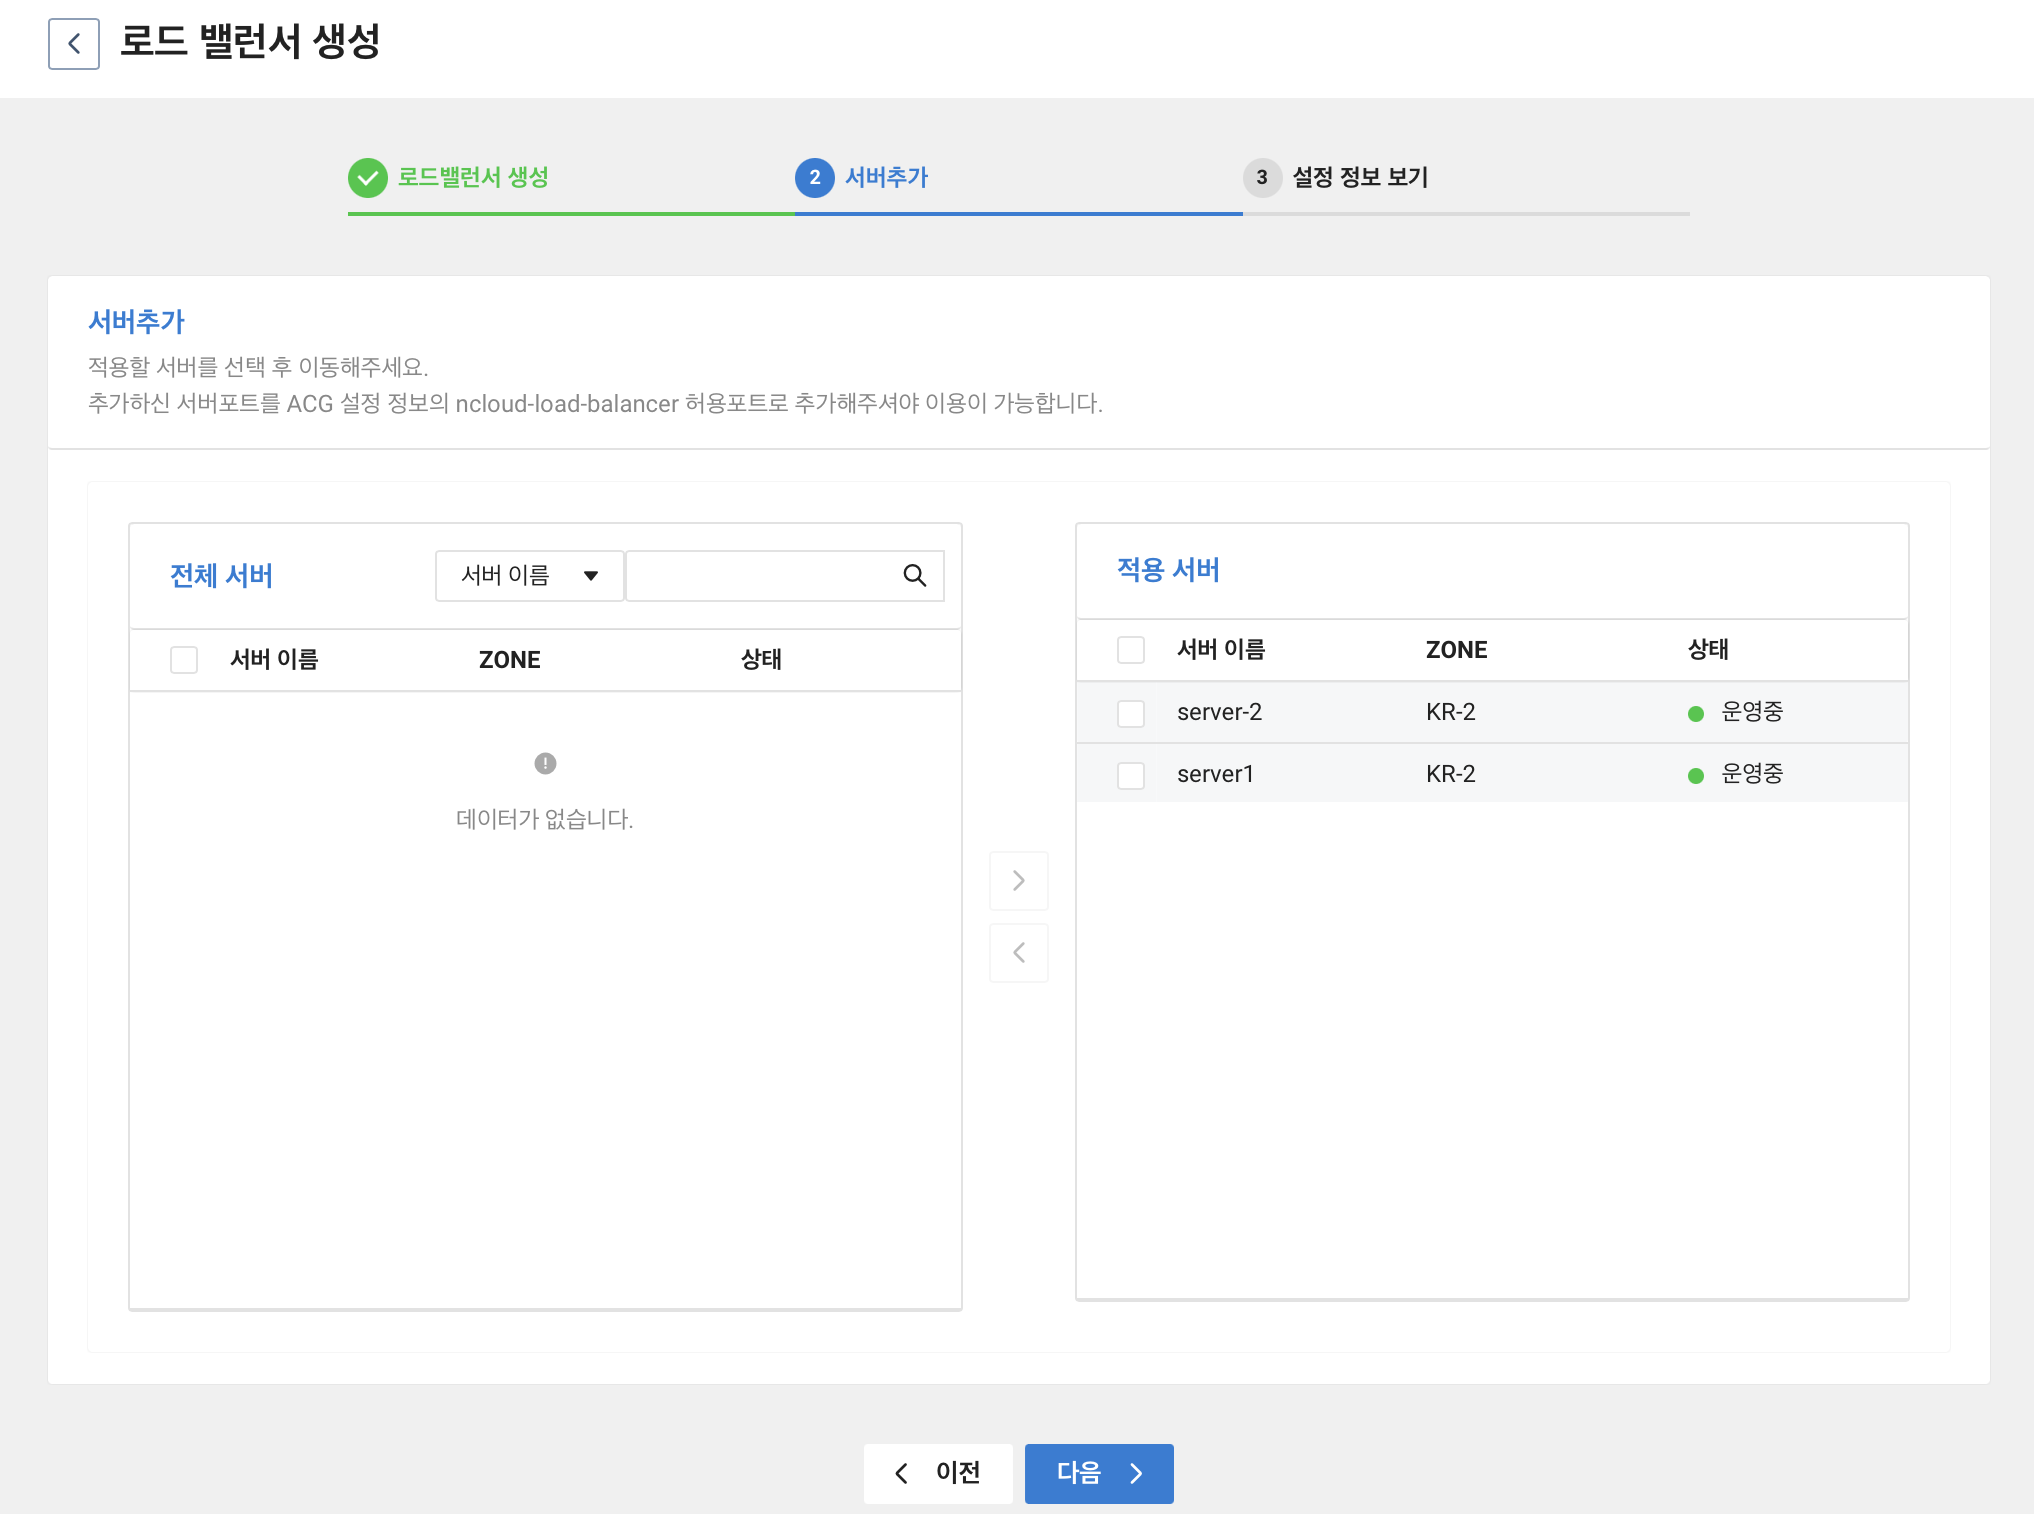 로드 밸런서 생성
로드밸런서 생성
2 서버추가
3 설정 정보 보기
서버추가
적용할 서버를 선택 후 이동해주세요.
추가하신 서버포트를 ACG 설정 정보의 ncloud-load-balancer 허용포트로 추가해주셔야 이용이 가능합니다.
전체 서버
서버 이름
서버 이름 ZONE 상태
데이터가 없습니다.
적용 서버
서버 이름 ZONE 상태
server-2 KR-2 운영중
server1 KR-2 운영중
이전
다음